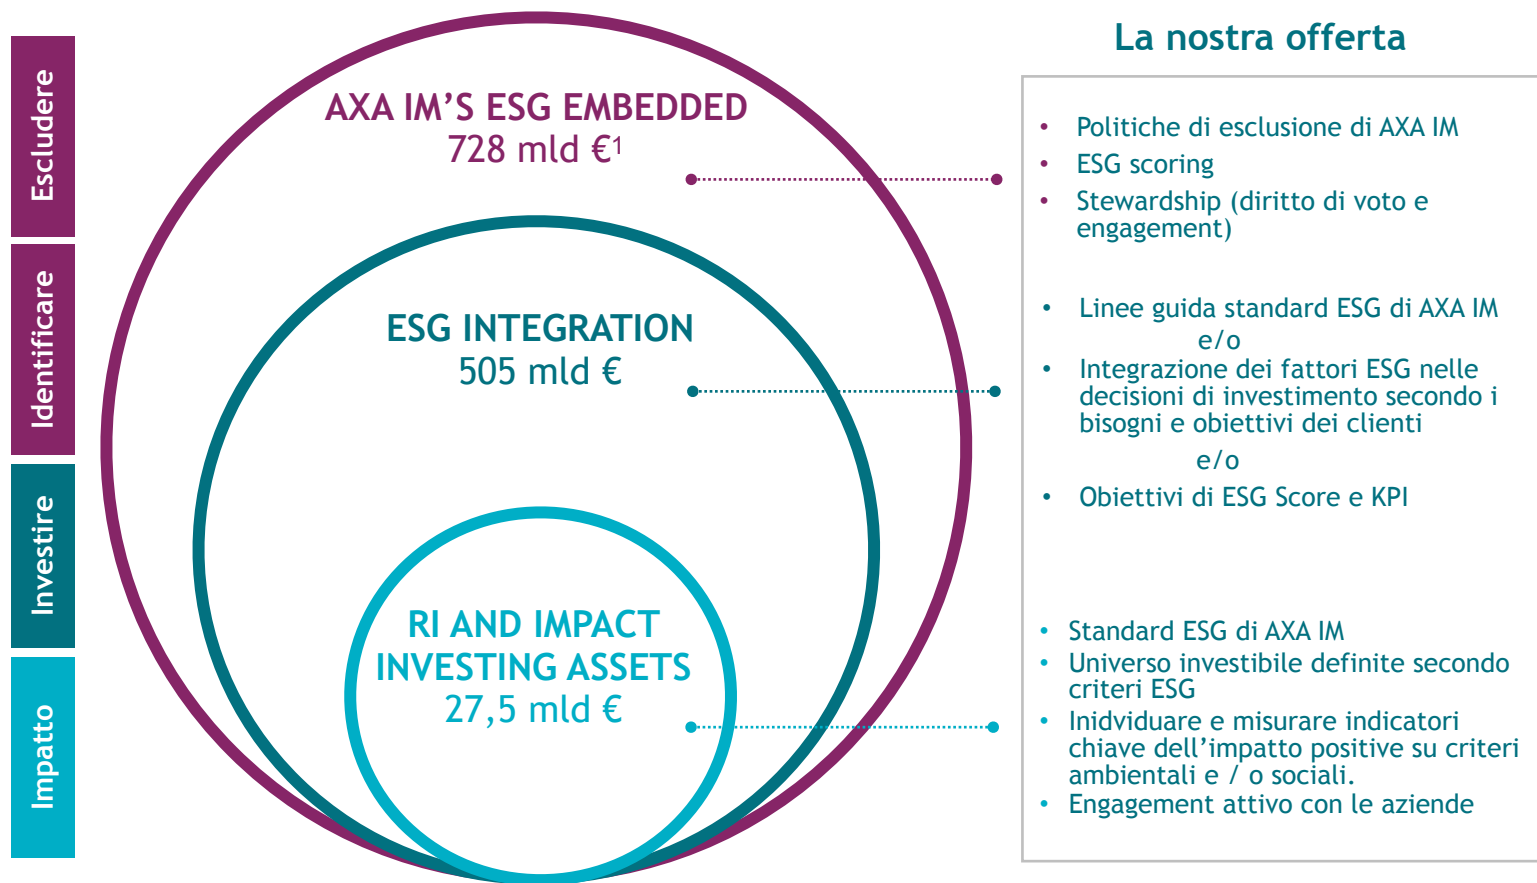 Escludere
Identificare
Investire
Impatto
AXA IM’S ESG EMBEDDED
728 mld €¹
ESG INTEGRATION
505 mld €
RI AND IMPACT
INVESTING ASSETS
27,5 mld €
La nostra offerta
• Politiche di esclusione di AXA IM
• ESG scoring
• Stewardship (diritto di voto e
engagement)
• Linee guida standard ESG di AXA IM
e/o
• Integrazione dei fattori ESG nelle
decisioni di investimento secondo i
bisogni e obiettivi dei clienti
e/o
• Obiettivi di ESG Score e KPI
• Standard ESG di AXA IM
• Universo investibile definite secondo
criteri ESG
• Inidviduare e misurare indicatori
chiave dell’impatto positive su criteri
ambientali e / o sociali.
• Engagement attivo con le aziende